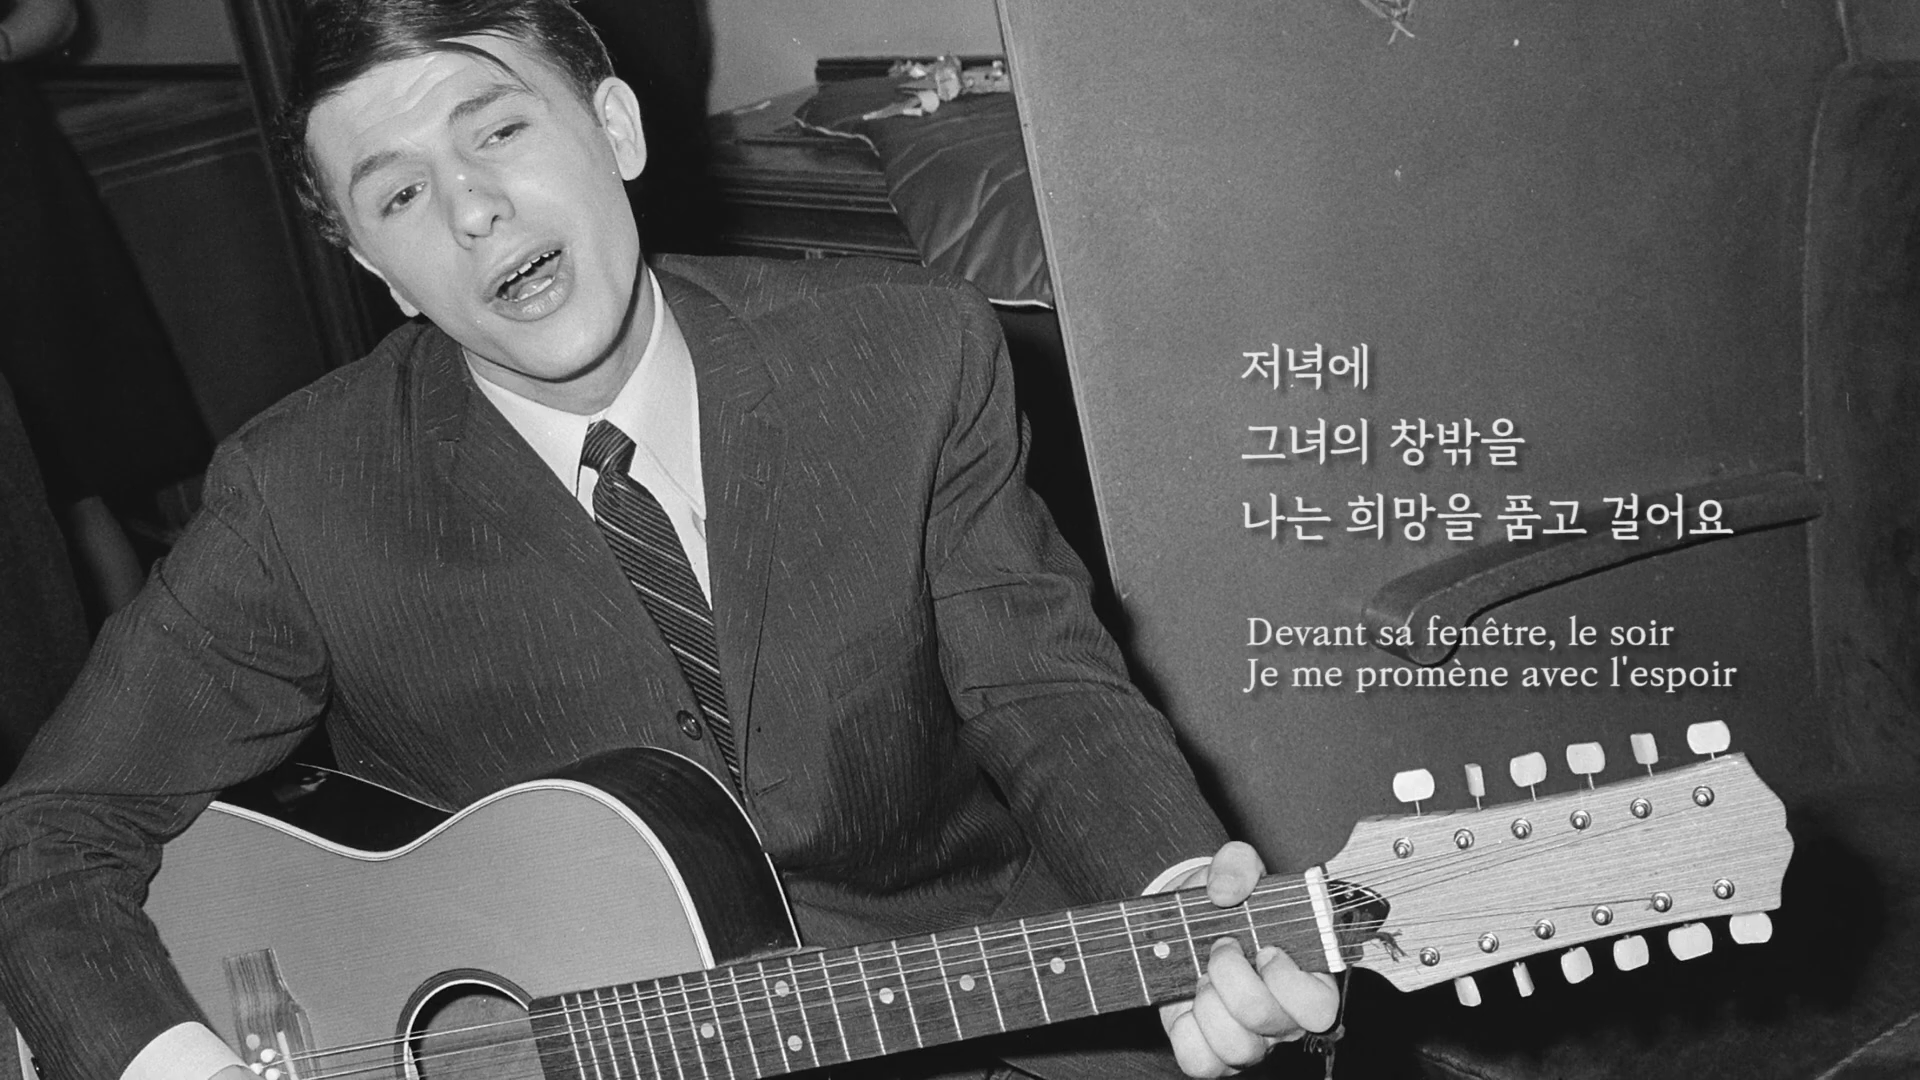 저녁에
그녀의 창밖을
나는 희망을 품고 걸어요
Devant sa fenêtre, le soir
Je me promène avec l'espoir